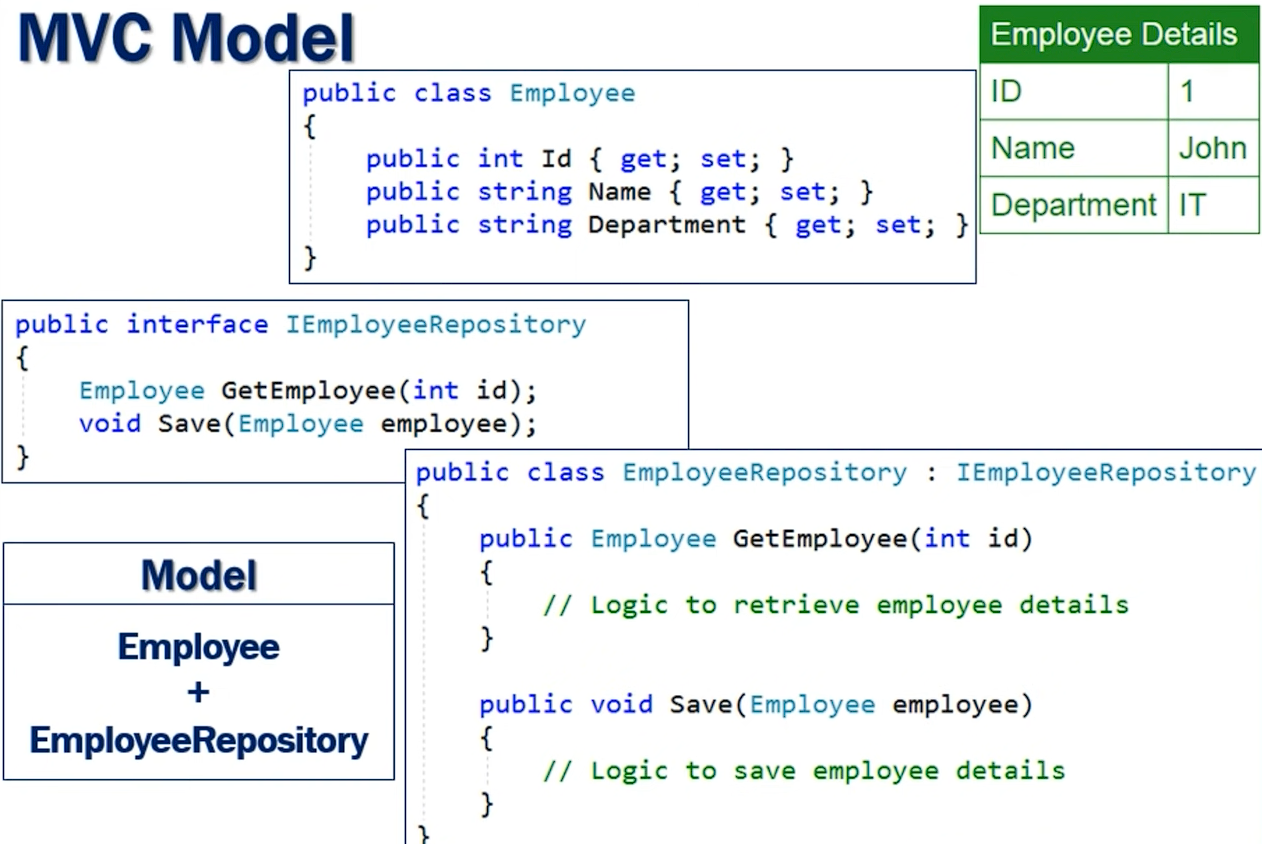 MVC Model
public class Employee
{
    public int Id { get; set; }
    public string Name { get; set; }
    public string Department { get; set; }
}
Employee Details
ID 1
Name John
Department IT
public interface IEmployeeRepository
{
    Employee GetEmployee(int id);
    void Save(Employee employee);
}
public class EmployeeRepository : IEmployeeRepository
{
    public Employee GetEmployee(int id)
    {
        // Logic to retrieve employee details
    }
    public void Save(Employee employee)
    {
        // Logic to save employee details
    }
}
Model
Employee
+
EmployeeRepository